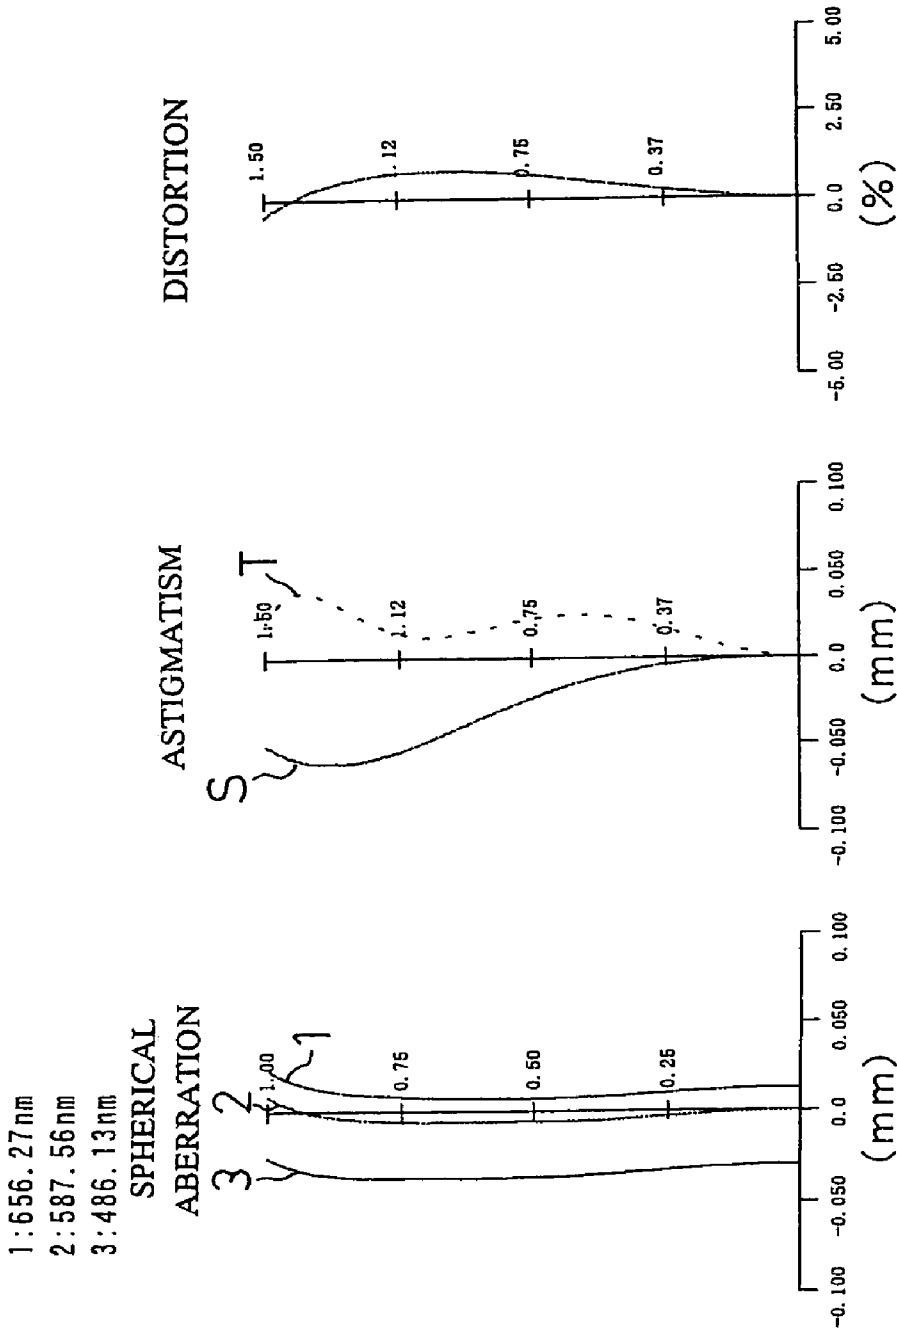 1:656.27nm
2:587.56nm
3:486.13nm
SPHERICAL
ABERRATION
3
2
1
1.00
0.75
0.50
0.25
-0.100
-0.050
0.0
0.050
0.100
(mm)
ASTIGMATISM
S
T
1.50
1.12
0.75
0.37
-0.100
-0.050
0.0
0.050
0.100
(mm)
DISTORTION
1.50
1.12
0.75
0.37
-5.00
-2.50
0.0
2.50
5.00
(%)